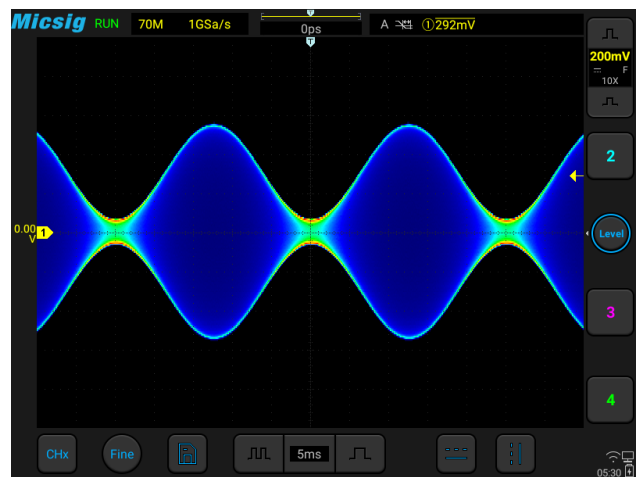 Micsig RUN 70M 1GSa/s 0ps A ①292mV
T
T
200mV
F
10X
2
0.00
V
1
Level
3
4
CHx Fine 5ms
05:30